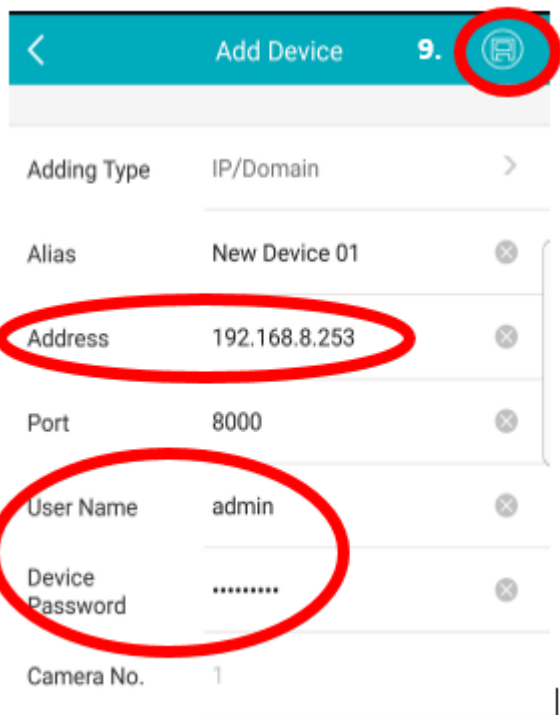 Add Device 9.
Adding Type IP/Domain
Alias New Device 01
Address 192.168.8.253
Port 8000
User Name admin
Device
Password •••••••••
Camera No. 1